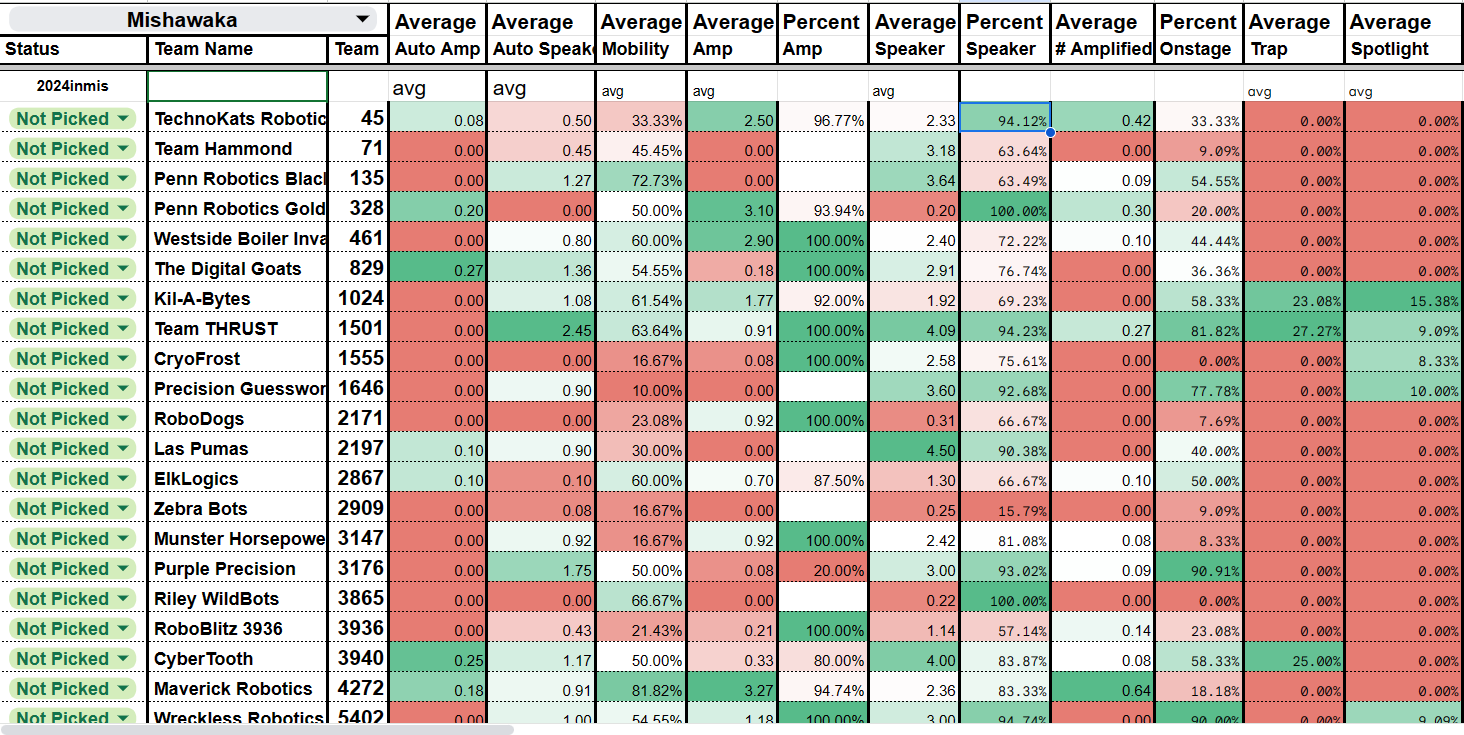 Mishawaka Average Average Average Average Percent Average Percent Average Percent Average Average
Status Team Name Team Auto Amp Auto Speake Mobility Amp Amp Speaker Speaker # Amplified Onstage Trap Spotlight
2024inmis avg avg avg avg avg avg avg
Not Picked TechnoKats Robotic 45 0.08 0.50 33.33% 2.50 96.77% 2.33 94.12% 0.42 33.33% 0.00% 0.00%
Not Picked Team Hammond 71 0.00 0.45 45.45% 0.00 3.18 63.64% 0.00 9.09% 0.00% 0.00%
Not Picked Penn Robotics Blacl 135 0.00 1.27 72.73% 0.00 3.64 63.49% 0.09 54.55% 0.00% 0.00%
Not Picked Penn Robotics Gold 328 0.20 0.00 50.00% 3.10 93.94% 0.20 100.00% 0.30 20.00% 0.00% 0.00%
Not Picked Westside Boiler Inva 461 0.00 0.80 60.00% 2.90 100.00% 2.40 72.22% 0.10 44.44% 0.00% 0.00%
Not Picked The Digital Goats 829 0.27 1.36 54.55% 0.18 100.00% 2.91 76.74% 0.00 36.36% 0.00% 0.00%
Not Picked Kil-A-Bytes 1024 0.00 1.08 61.54% 1.77 92.00% 1.92 69.23% 0.00 58.33% 23.08% 15.38%
Not Picked Team THRUST 1501 0.00 2.45 63.64% 0.91 100.00% 4.09 94.23% 0.27 81.82% 27.27% 9.09%
Not Picked CryoFrost 1555 0.00 0.00 16.67% 0.08 100.00% 2.58 75.61% 0.00 0.00% 0.00% 8.33%
Not Picked Precision Guesswor 1646 0.00 0.90 10.00% 0.00 3.60 92.68% 0.00 77.78% 0.00% 10.00%
Not Picked RoboDogs 2171 0.00 0.00 23.08% 0.92 100.00% 0.31 66.67% 0.00 7.69% 0.00% 0.00%
Not Picked Las Pumas 2197 0.10 0.90 30.00% 0.00 4.50 90.38% 0.00 40.00% 0.00% 0.00%
Not Picked ElkLogics 2867 0.10 0.10 60.00% 0.70 87.50% 1.30 66.67% 0.10 50.00% 0.00% 0.00%
Not Picked Zebra Bots 2909 0.00 0.08 16.67% 0.00 0.25 15.79% 0.00 9.09% 0.00% 0.00%
Not Picked Munster Horsepowe 3147 0.00 0.92 16.67% 0.92 100.00% 2.42 81.08% 0.08 8.33% 0.00% 0.00%
Not Picked Purple Precision 3176 0.00 1.75 50.00% 0.08 20.00% 3.00 93.02% 0.09 90.91% 0.00% 0.00%
Not Picked Riley WildBots 3865 0.00 0.00 66.67% 0.00 0.22 100.00% 0.00 0.00% 0.00% 0.00%
Not Picked RoboBlitz 3936 3936 0.00 0.43 21.43% 0.21 100.00% 1.14 57.14% 0.14 23.08% 0.00% 0.00%
Not Picked CyberTooth 3940 0.25 1.17 50.00% 0.33 80.00% 4.00 83.87% 0.08 58.33% 25.00% 0.00%
Not Picked Maverick Robotics 4272 0.18 0.91 81.82% 3.27 94.74% 2.36 83.33% 0.64 18.18% 0.00% 0.00%
Not Picked Wreckless Robotics 5402 0.00 1.00 54.55% 1.18 100.00% 3.00 94.74% 0.00 90.00% 0.00% 9.09%